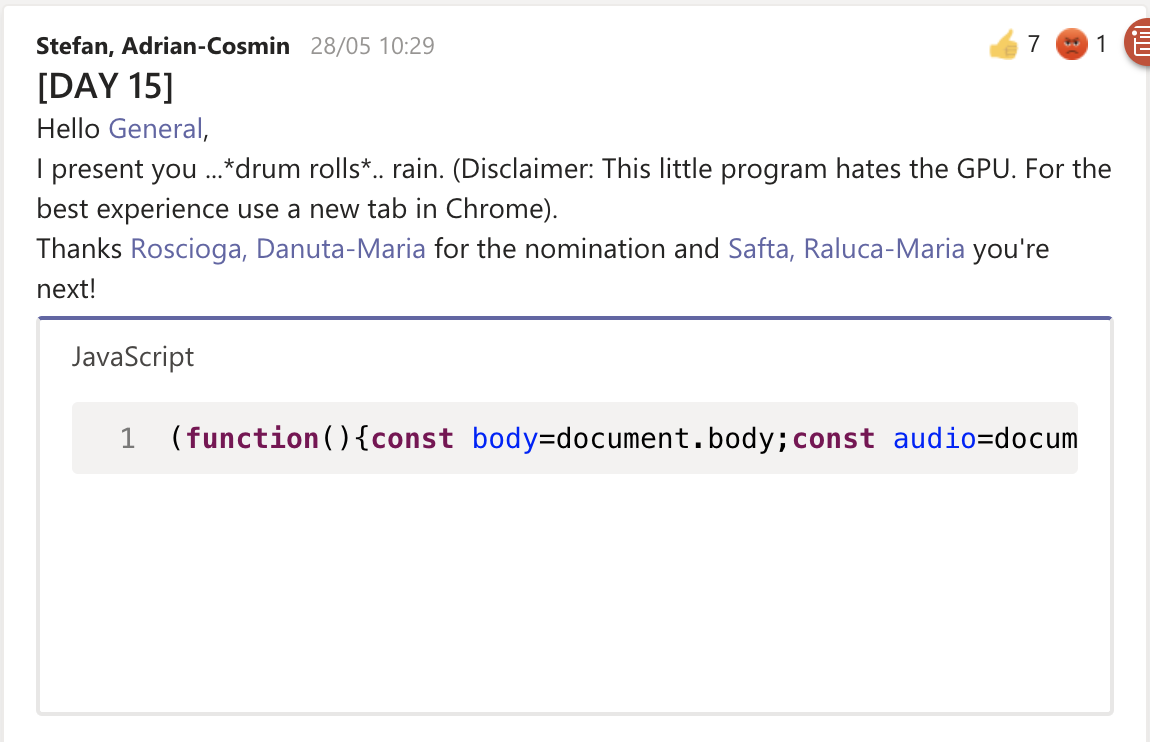 Stefan, Adrian-Cosmin 28/05 10:29 7 1
[DAY 15]
Hello General,
I present you ...*drum rolls*.. rain. (Disclaimer: This little program hates the GPU. For the
best experience use a new tab in Chrome).
Thanks Roscioga, Danuta-Maria for the nomination and Safta, Raluca-Maria you're
next!
JavaScript
1 (function(){const body=document.body;const audio=docum